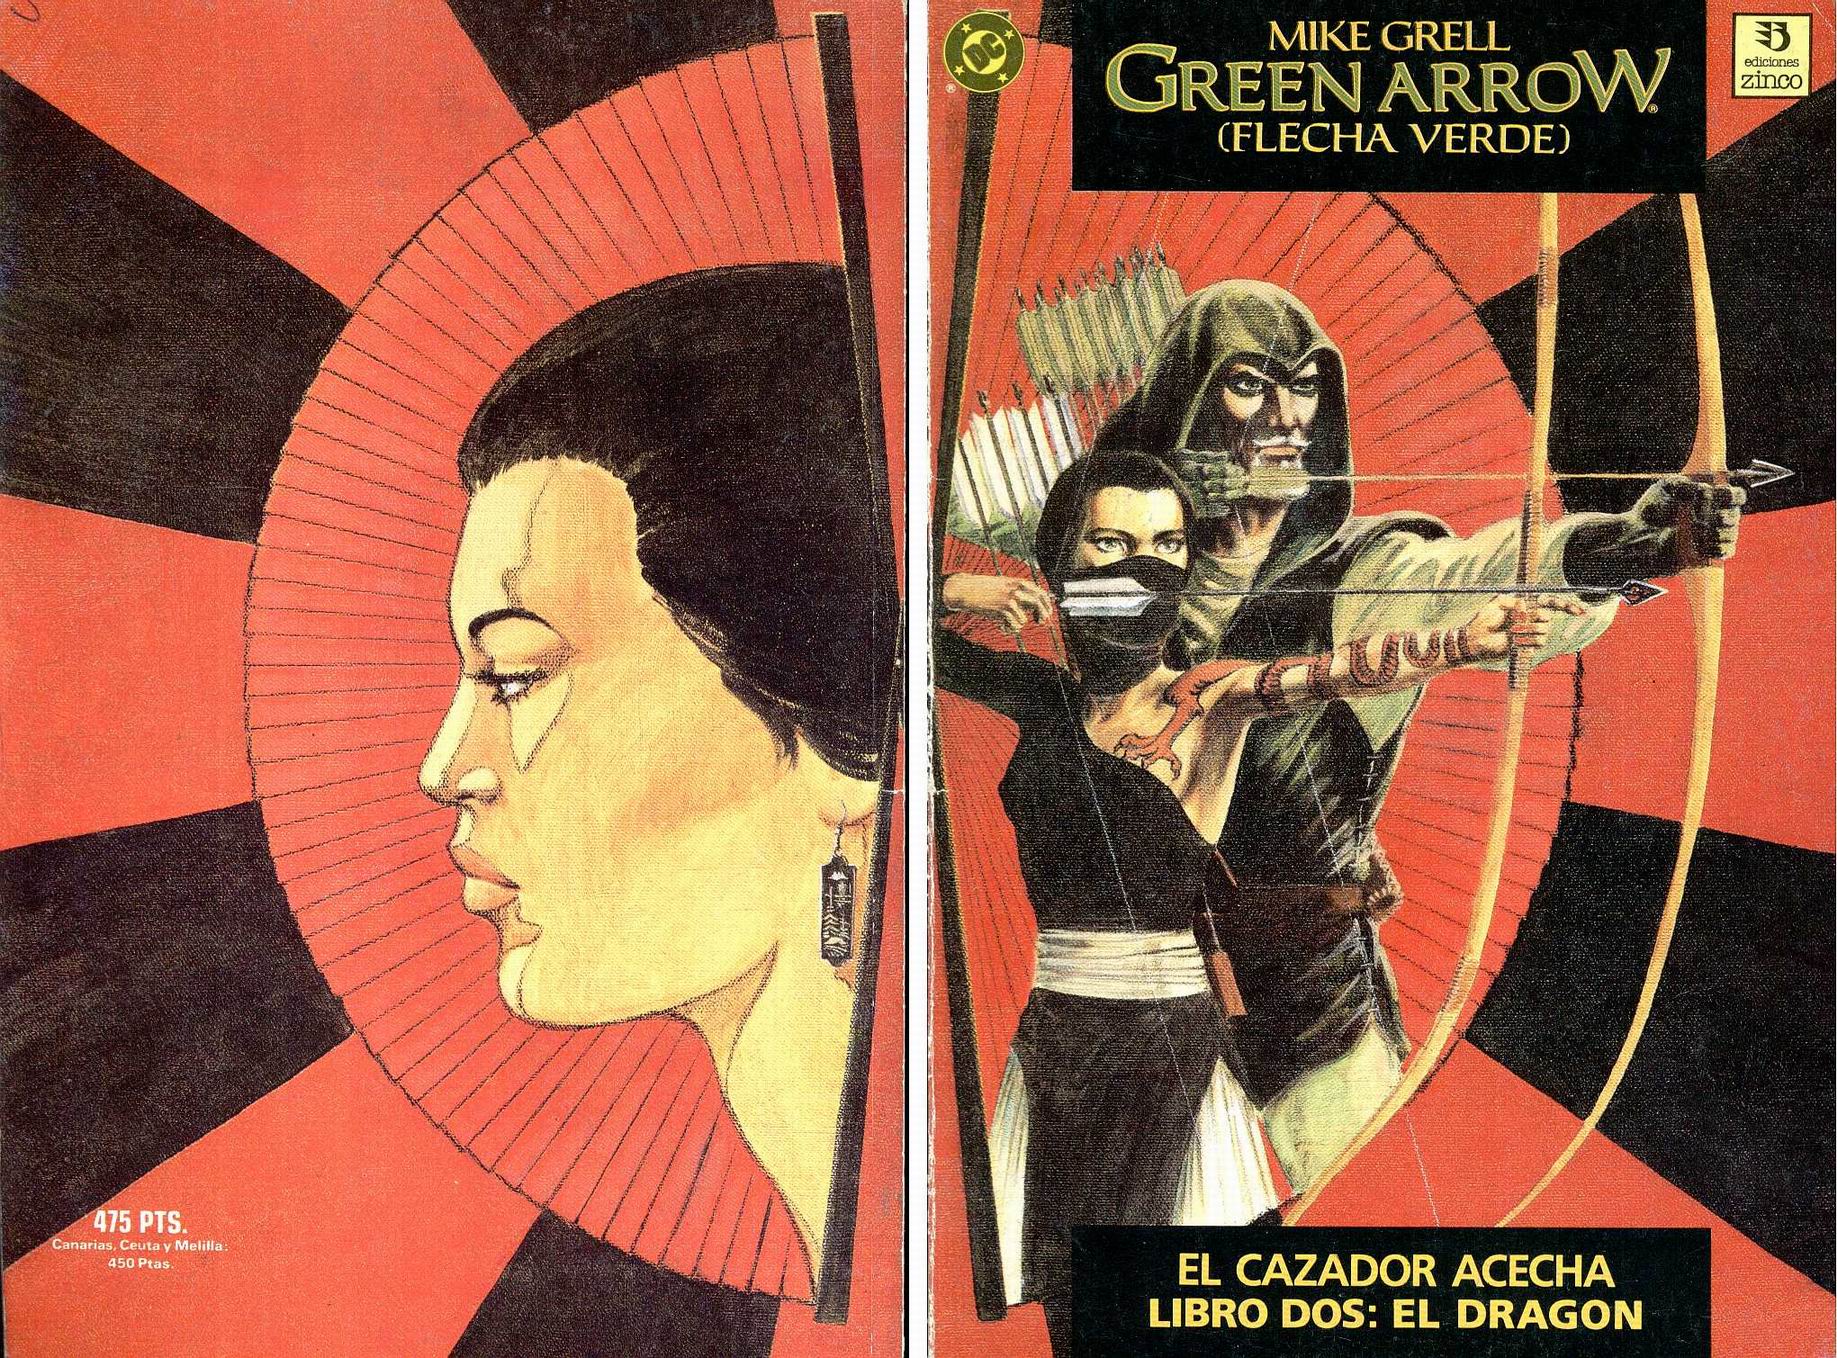 475 PTS.
Canarias, Ceuta y Melilla:
450 Ptas.
DC
®
MIKE GRELL
GREEN ARROW®
(FLECHA VERDE)
ediciones
zinco
EL CAZADOR ACECHA
LIBRO DOS: EL DRAGON